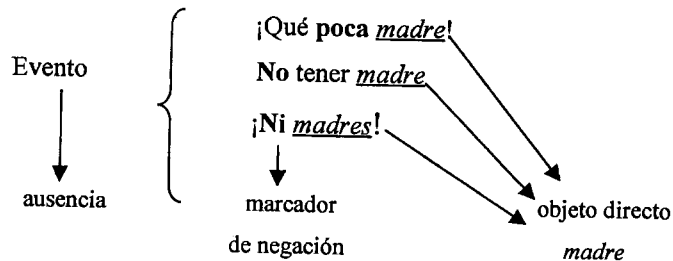 ¡Qué poca madre!
Evento
No tener madre
¡Ni madres!
ausencia
marcador
de negación
objeto directo
madre